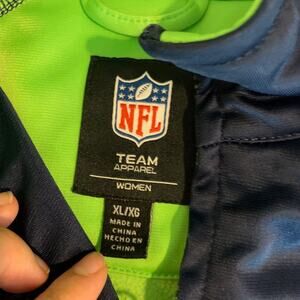 NFL
TEAM
APPAREL
WOMEN
XL/XG
MADE IN
CHINA
HECHO EN
CHINA